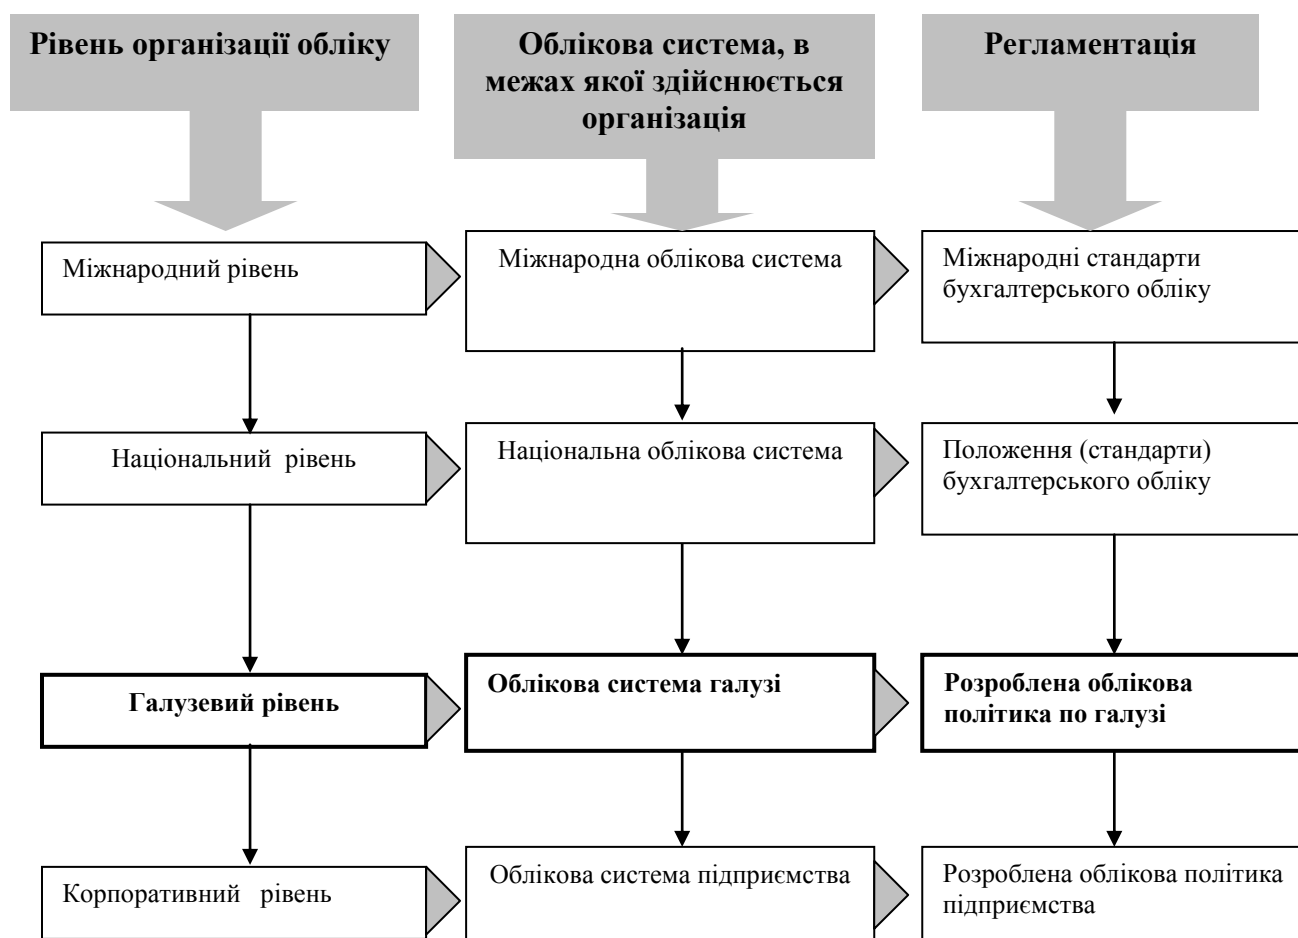 Рівень організації обліку
Облікова система, в
межах якої здійснюється
організація
Регламентація
Міжнародний рівень
Міжнародна облікова система
Міжнародні стандарти
бухгалтерського обліку
Національний рівень
Національна облікова система
Положення (стандарти)
бухгалтерського обліку
Галузевий рівень
Облікова система галузі
Розроблена облікова
політика по галузі
Корпоративний рівень
Облікова система підприємства
Розроблена облікова політика
підприємства